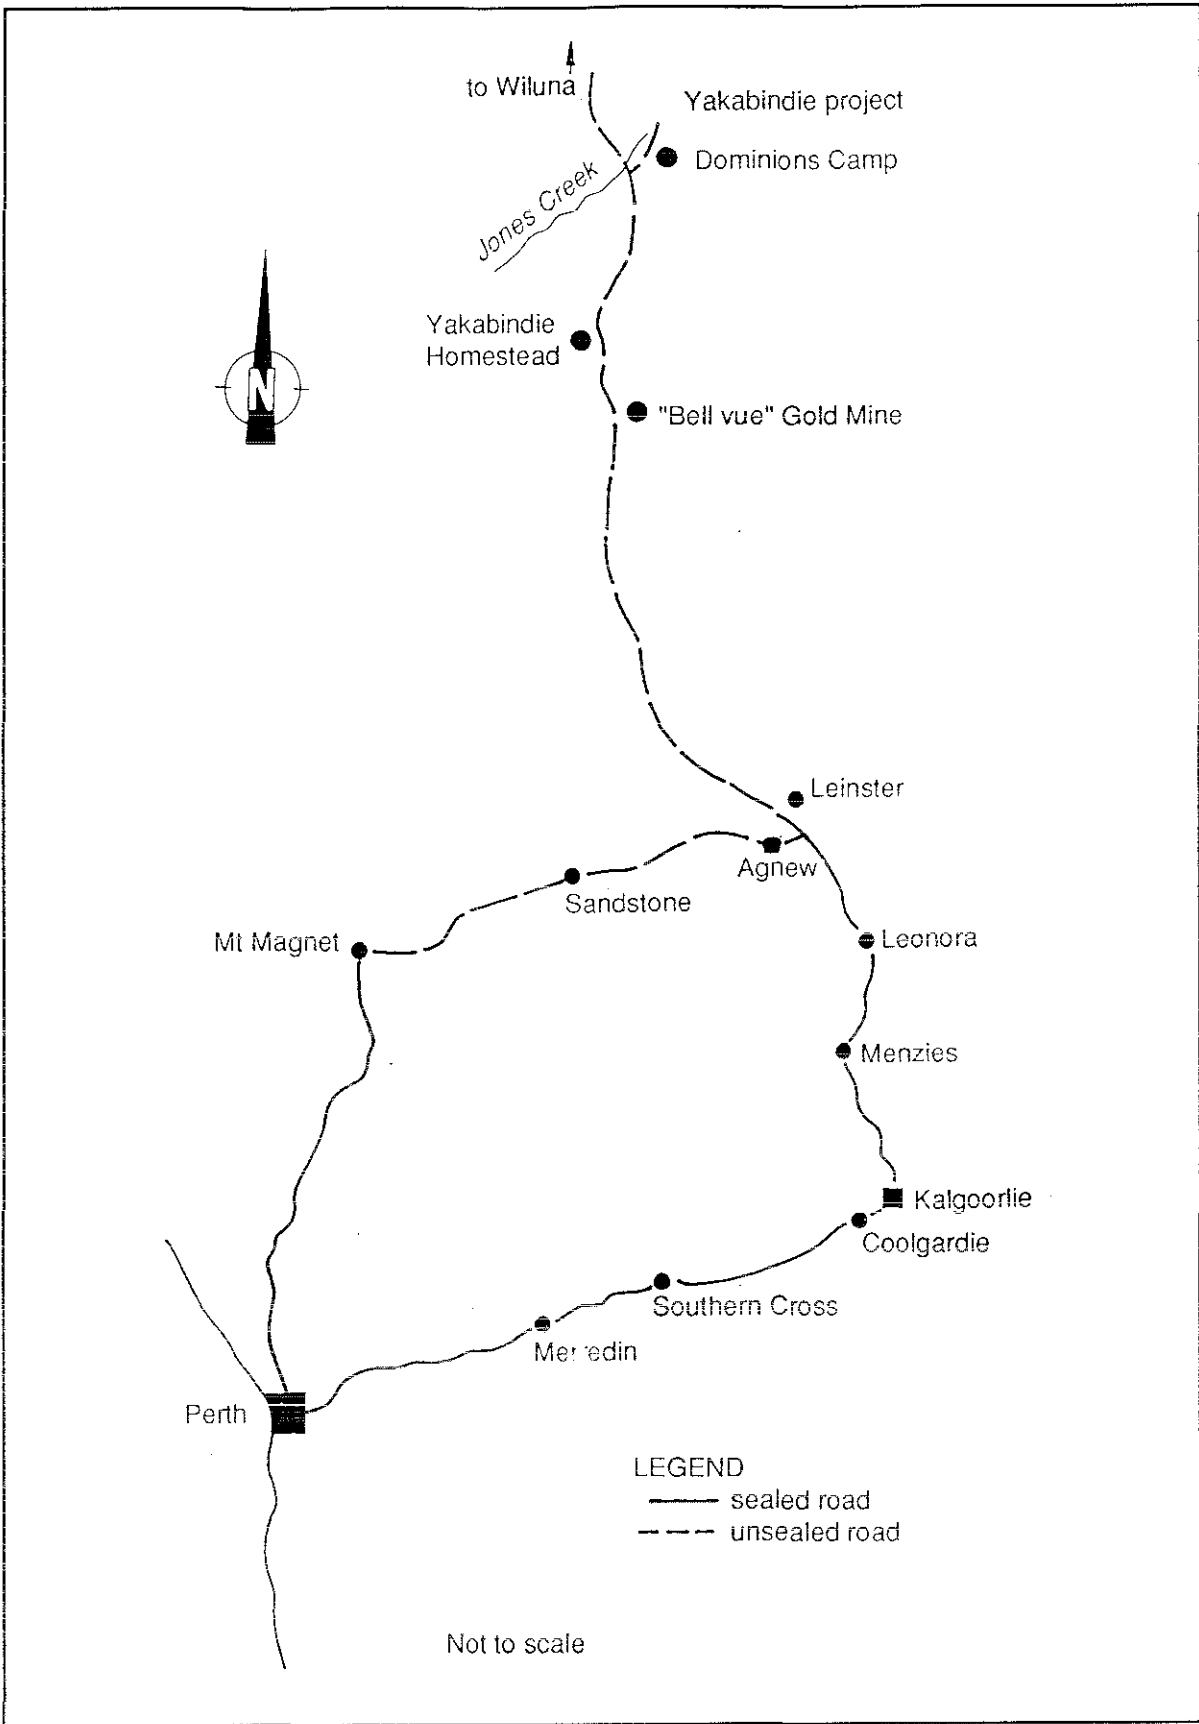 to Wiluna
Yakabindie project
Dominions Camp
Jones Creek
Yakabindie
Homestead
"Bell vue" Gold Mine
N
Leinster
Agnew
Sandstone
Mt Magnet
Leonora
Menzies
Kalgoorlie
Coolgardie
Southern Cross
Perth
LEGEND
sealed road
unsealed road
Not to scale